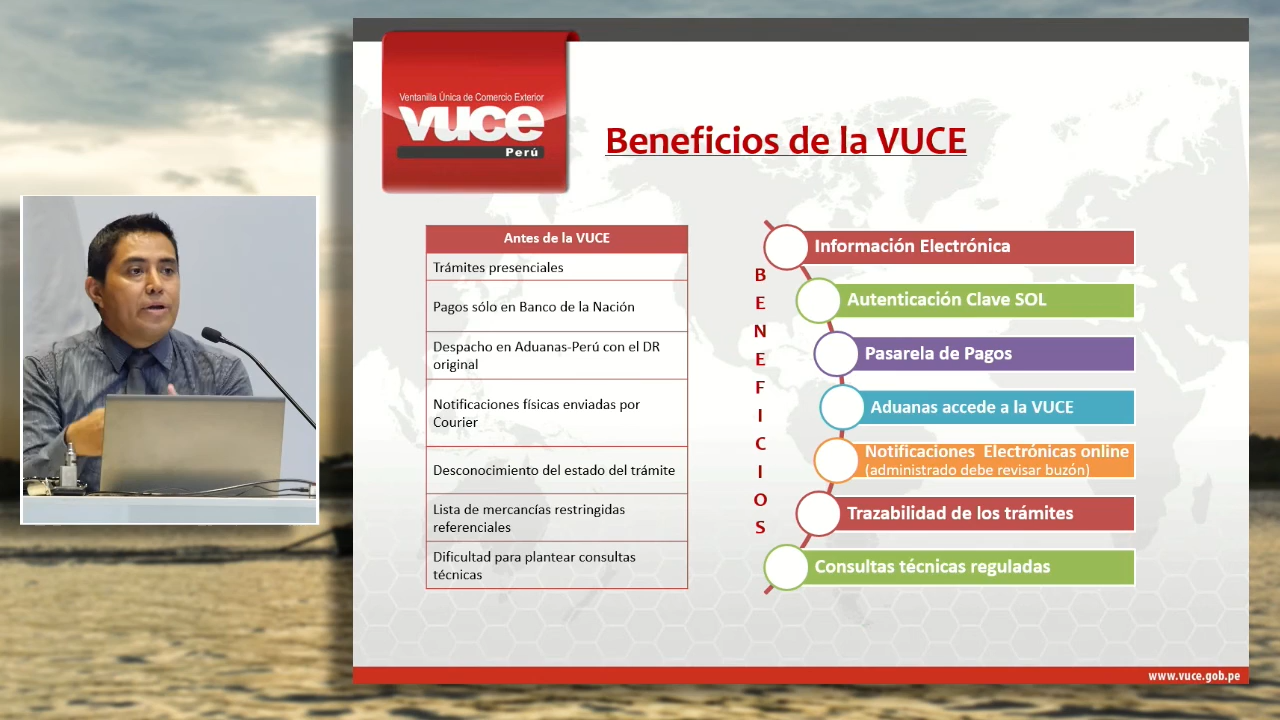 Ventanilla Única de Comercio Exterior
vuce
Perú
Beneficios de la VUCE
Antes de la VUCE
Trámites presenciales
Pagos sólo en Banco de la Nación
Despacho en Aduanas-Perú con el DR
original
Notificaciones físicas enviadas por
Courier
Desconocimiento del estado del trámite
Lista de mercancías restringidas
referenciales
Dificultad para plantear consultas
técnicas
BENEFICIOS
Información Electrónica
Autenticación Clave SOL
Pasarela de Pagos
Aduanas accede a la VUCE
Notificaciones Electrónicas online
(administrado debe revisar buzón)
Trazabilidad de los trámites
Consultas técnicas reguladas
www.vuce.gob.pe